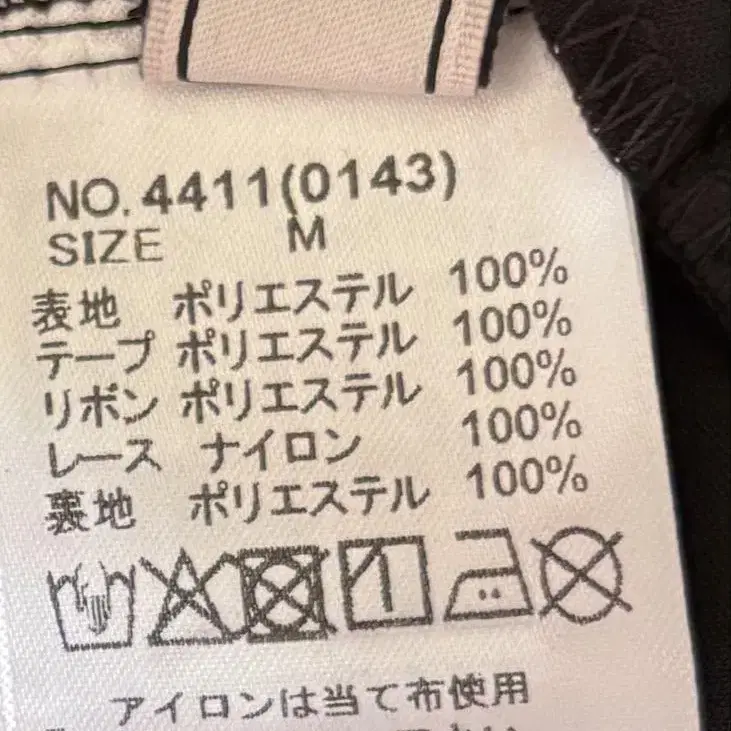 NO. 4411(0143)
SIZE M
表地 ポリエステル 100%
テープ ポリエステル 100%
リボン ポリエステル 100%
レース ナイロン 100%
裏地 ポリエステル 100%
アイロンは当て布使用